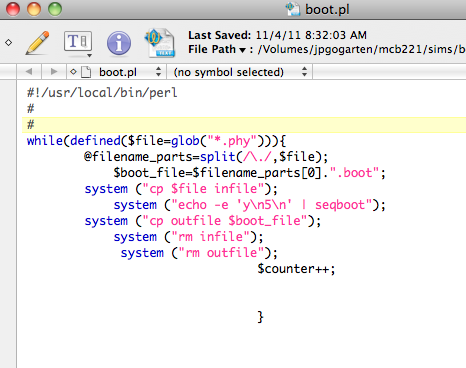 boot.pl
Last Saved: 11/4/11 8:32:03 AM
File Path ▾ : /Volumes/jpgogarten/mcb221/sims/b
boot.pl (no symbol selected)
#!/usr/local/bin/perl
#
#
while(defined($file=glob("*.phy"))){
@filename_parts=split(/\./,$file);
$boot_file=$filename_parts[0].".boot";
system ("cp $file infile");
system ("echo -e 'y\n5\n' | seqboot");
system ("cp outfile $boot_file");
system ("rm infile");
system ("rm outfile");
$counter++;
}